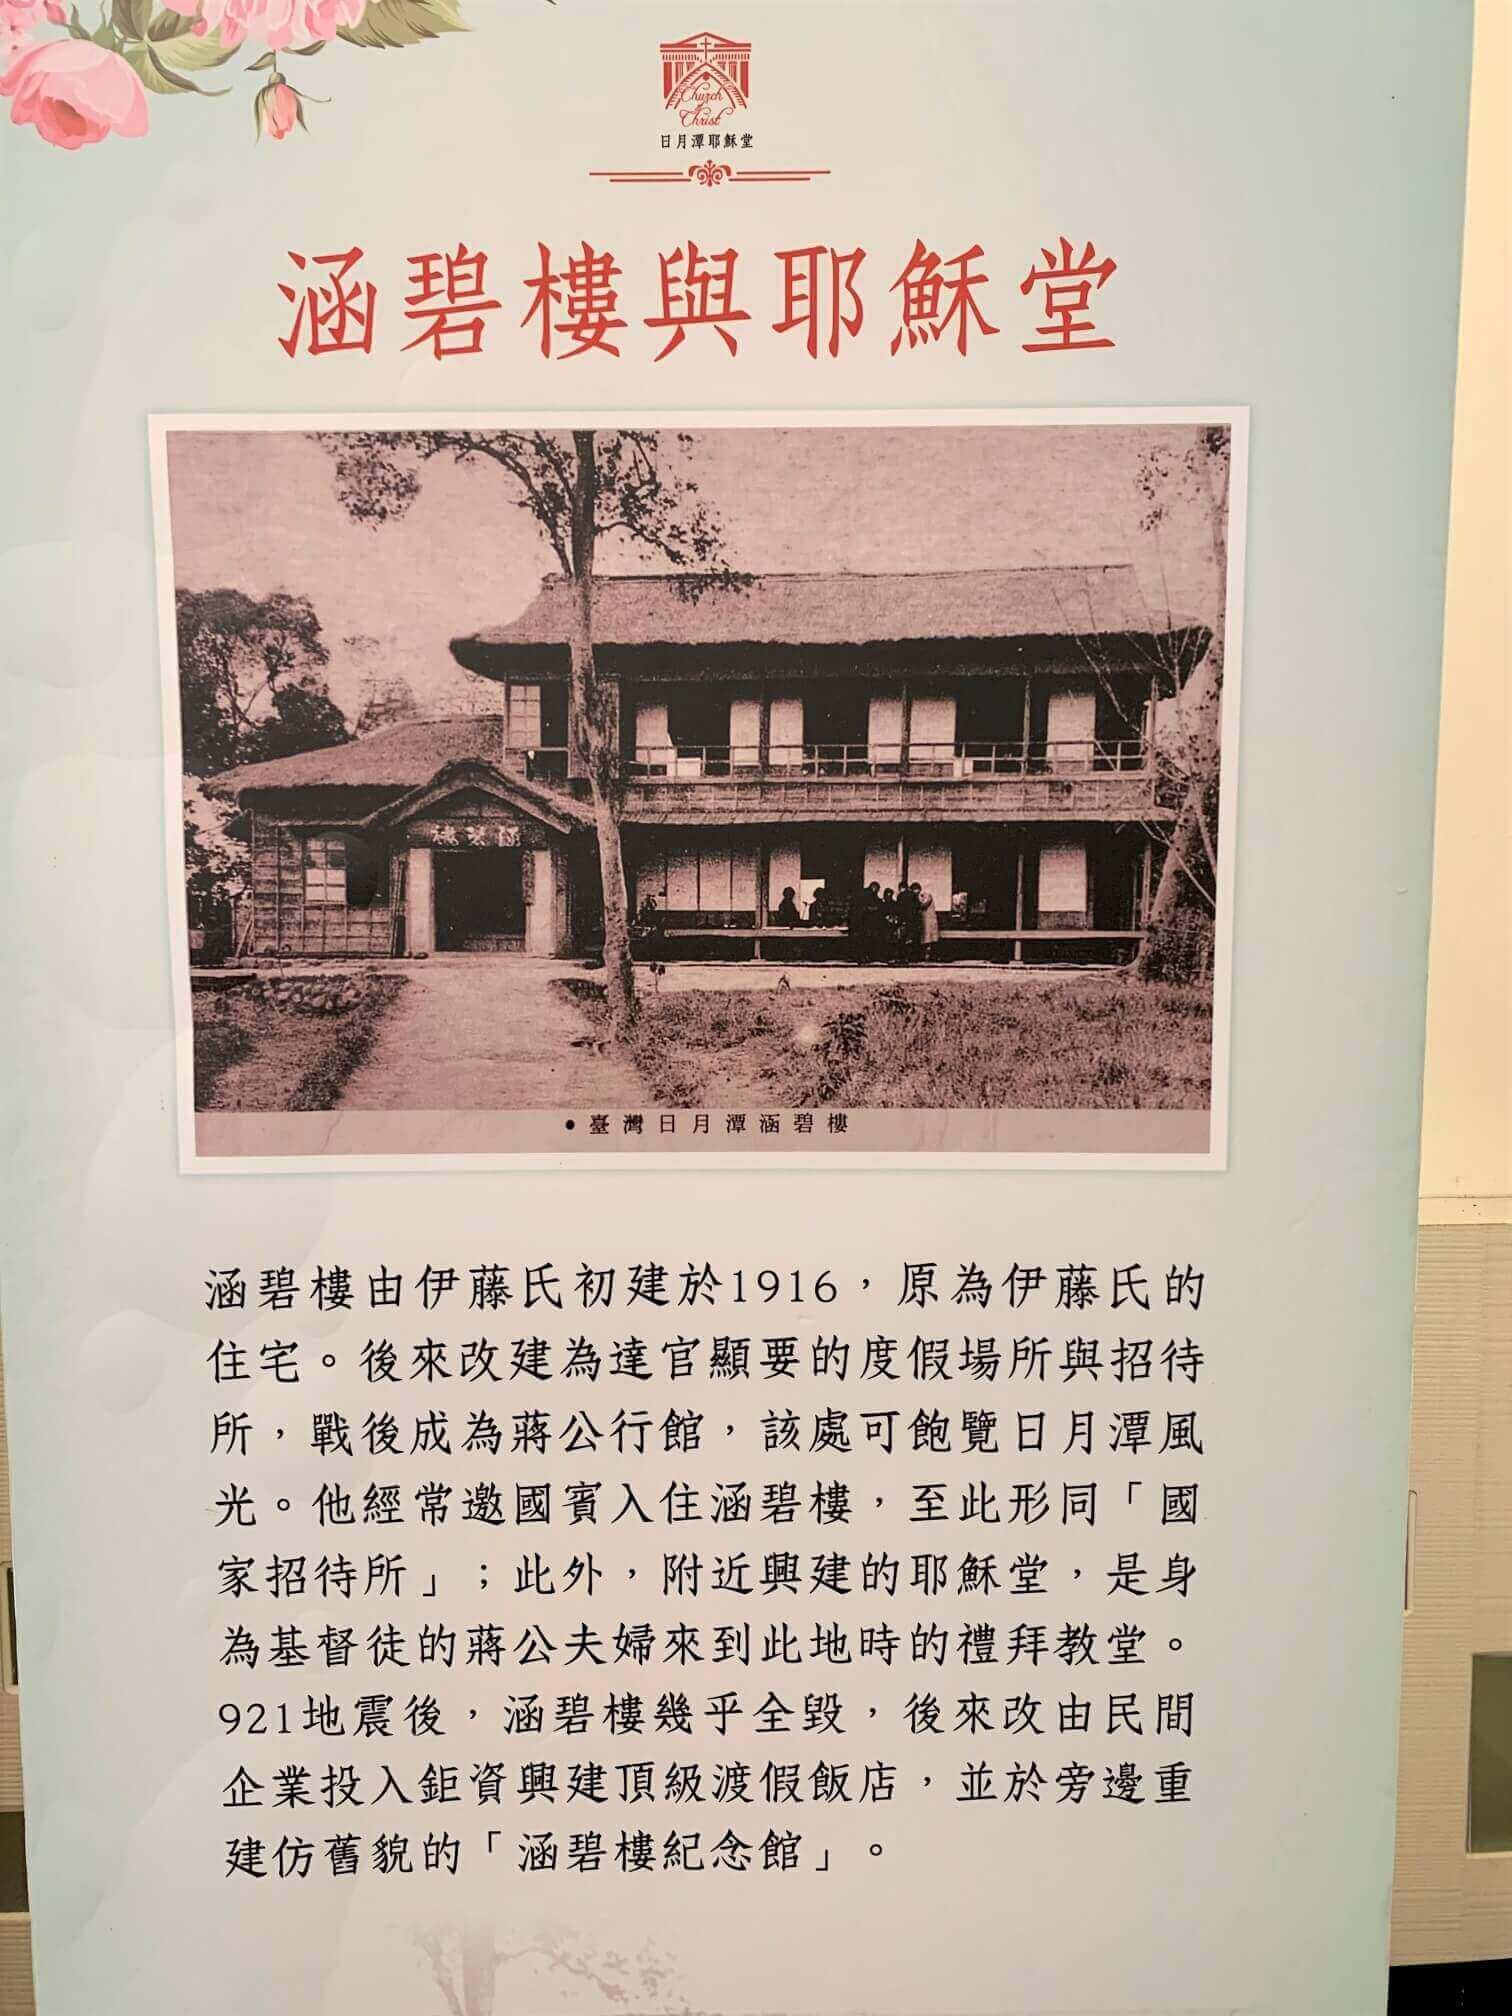 Church
of
Christ
日月潭耶穌堂
涵碧樓與耶穌堂
樓碧涵
•臺灣日月潭涵碧樓
涵碧樓由伊藤氏初建於1916，原為伊藤氏的
住宅。後來改建為達官顯要的度假場所與招待
所，戰後成為蔣公行館，該處可飽覽日月潭風
光。他經常邀國賓入住涵碧樓，至此形同「國
家招待所」；此外，附近興建的耶穌堂，是身
為基督徒的蔣公夫婦來到此地時的禮拜教堂。
921地震後，涵碧樓幾乎全毀，後來改由民間
企業投入鉅資興建頂級渡假飯店，並於旁邊重
建仿舊貌的「涵碧樓紀念館」。